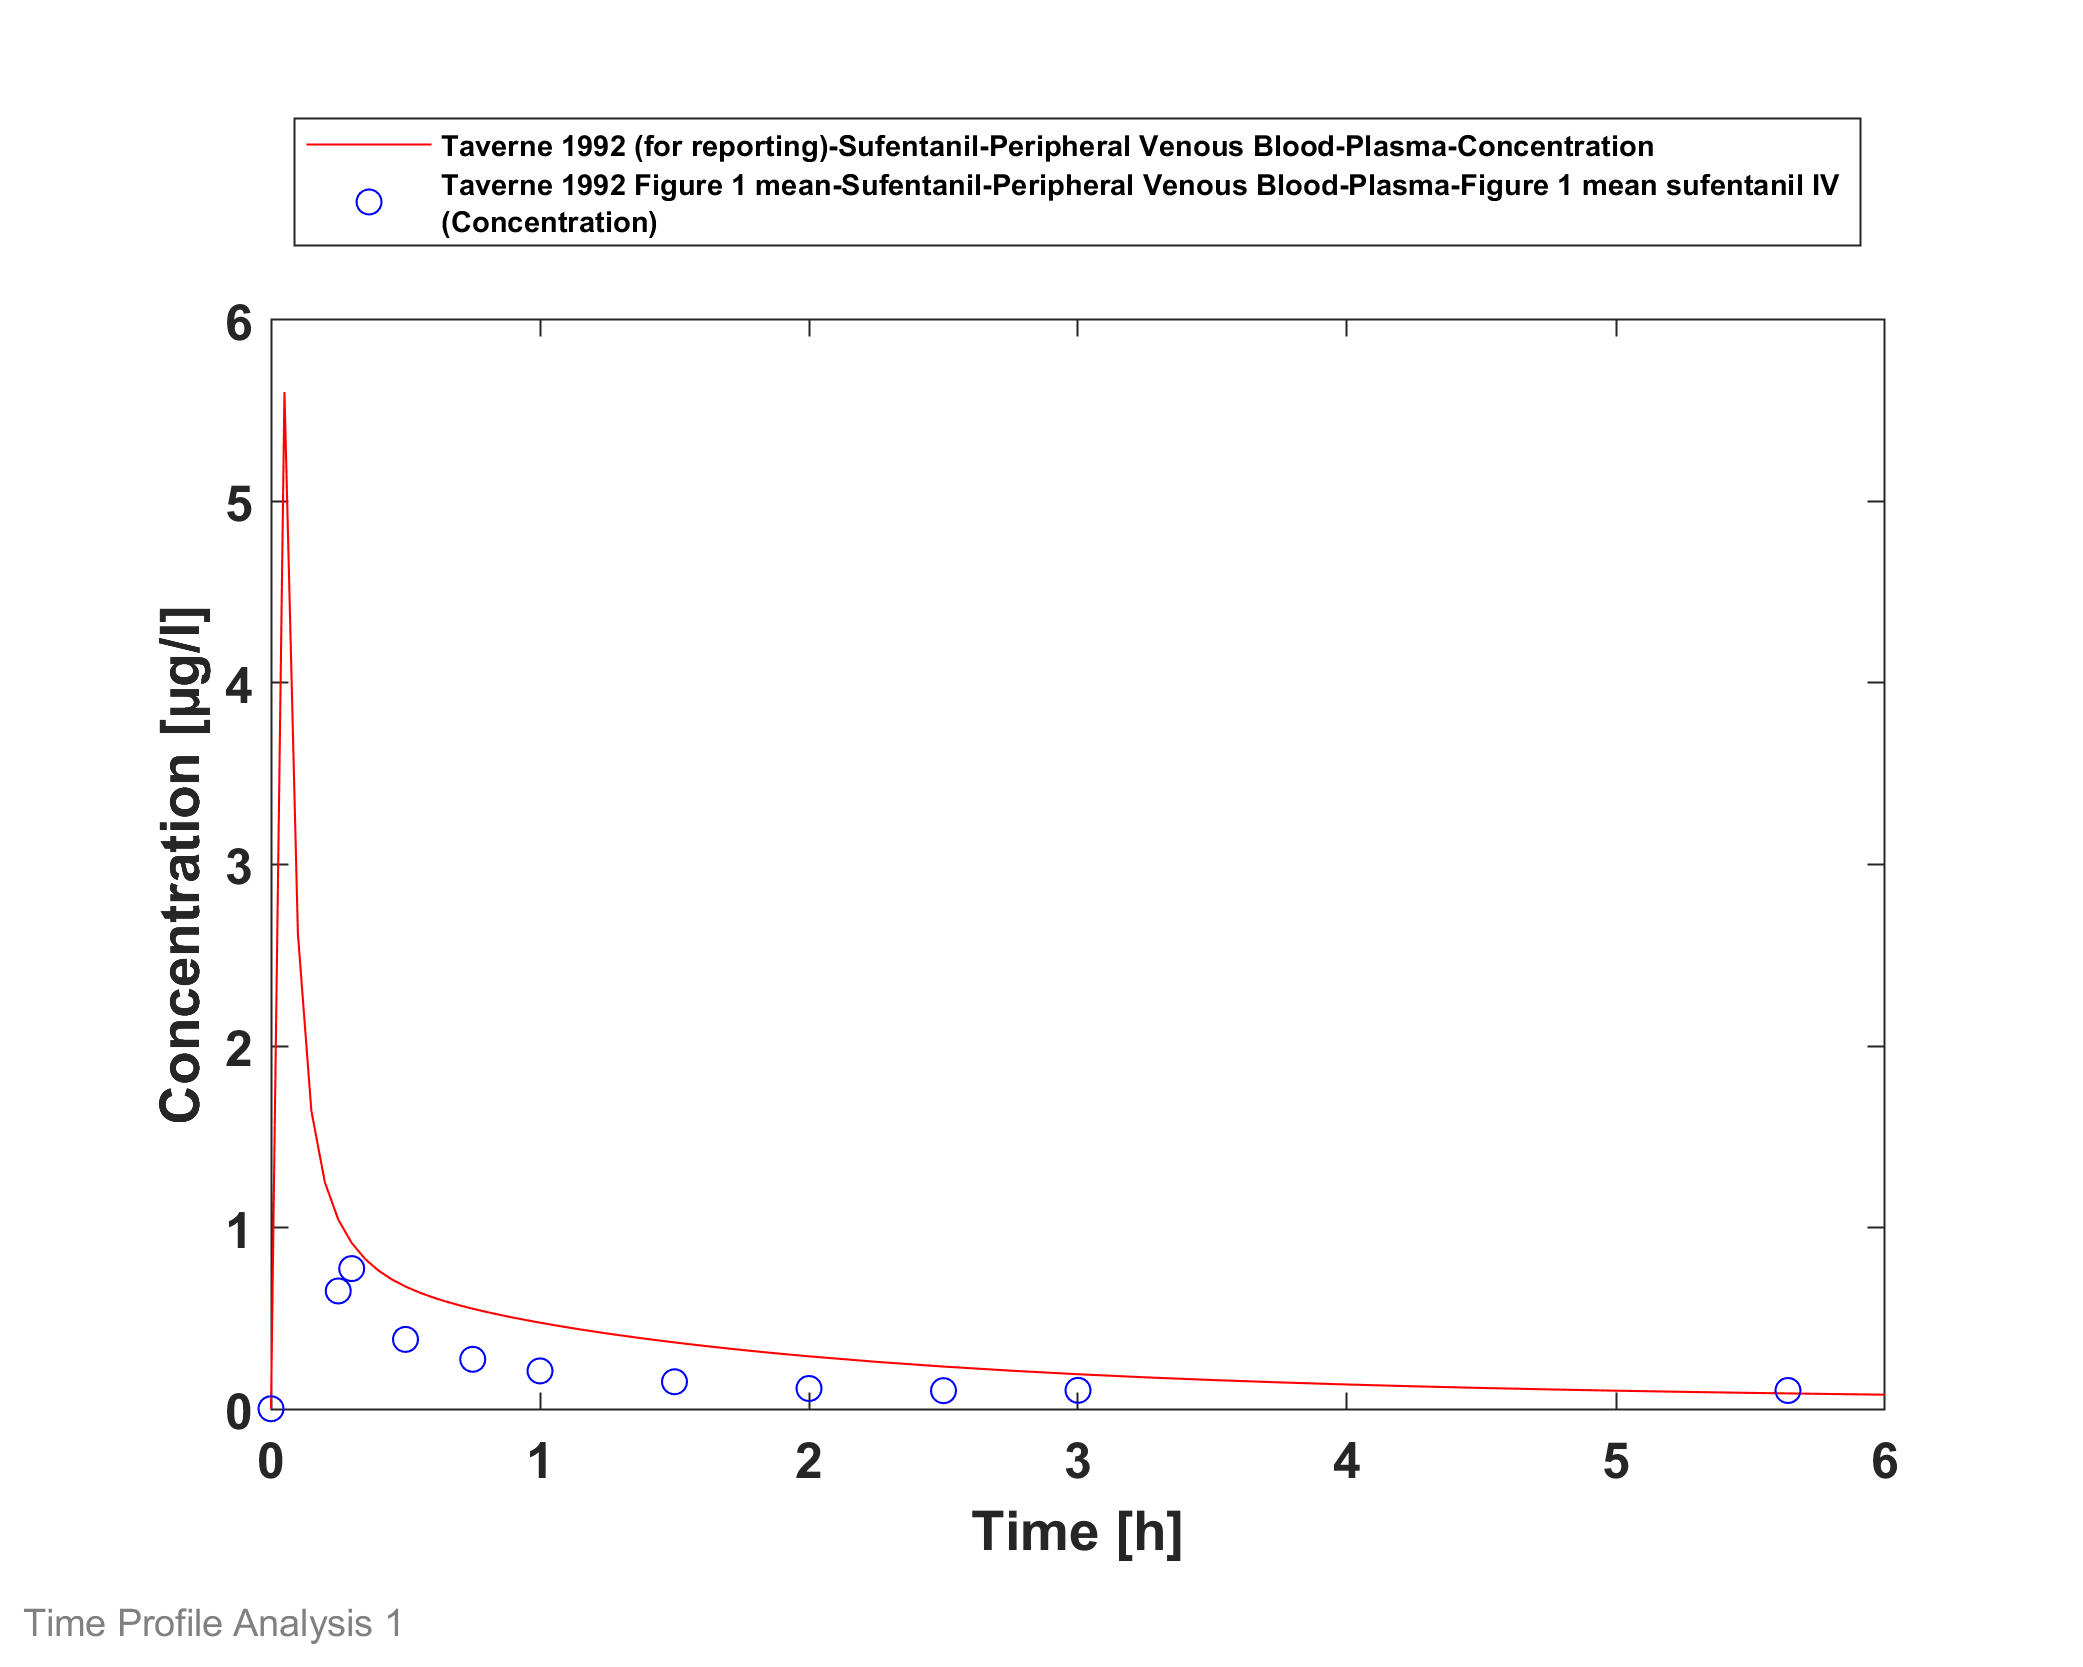 Taverne 1992 (for reporting)-Sufentanil-Peripheral Venous Blood-Plasma-Concentration
Taverne 1992 Figure 1 mean-Sufentanil-Peripheral Venous Blood-Plasma-Figure 1 mean sufentanil IV
(Concentration)
6
5
4
3
2
1
0
Concentration [µg/l]
0 1 2 3 4 5 6
Time [h]
Time Profile Analysis 1